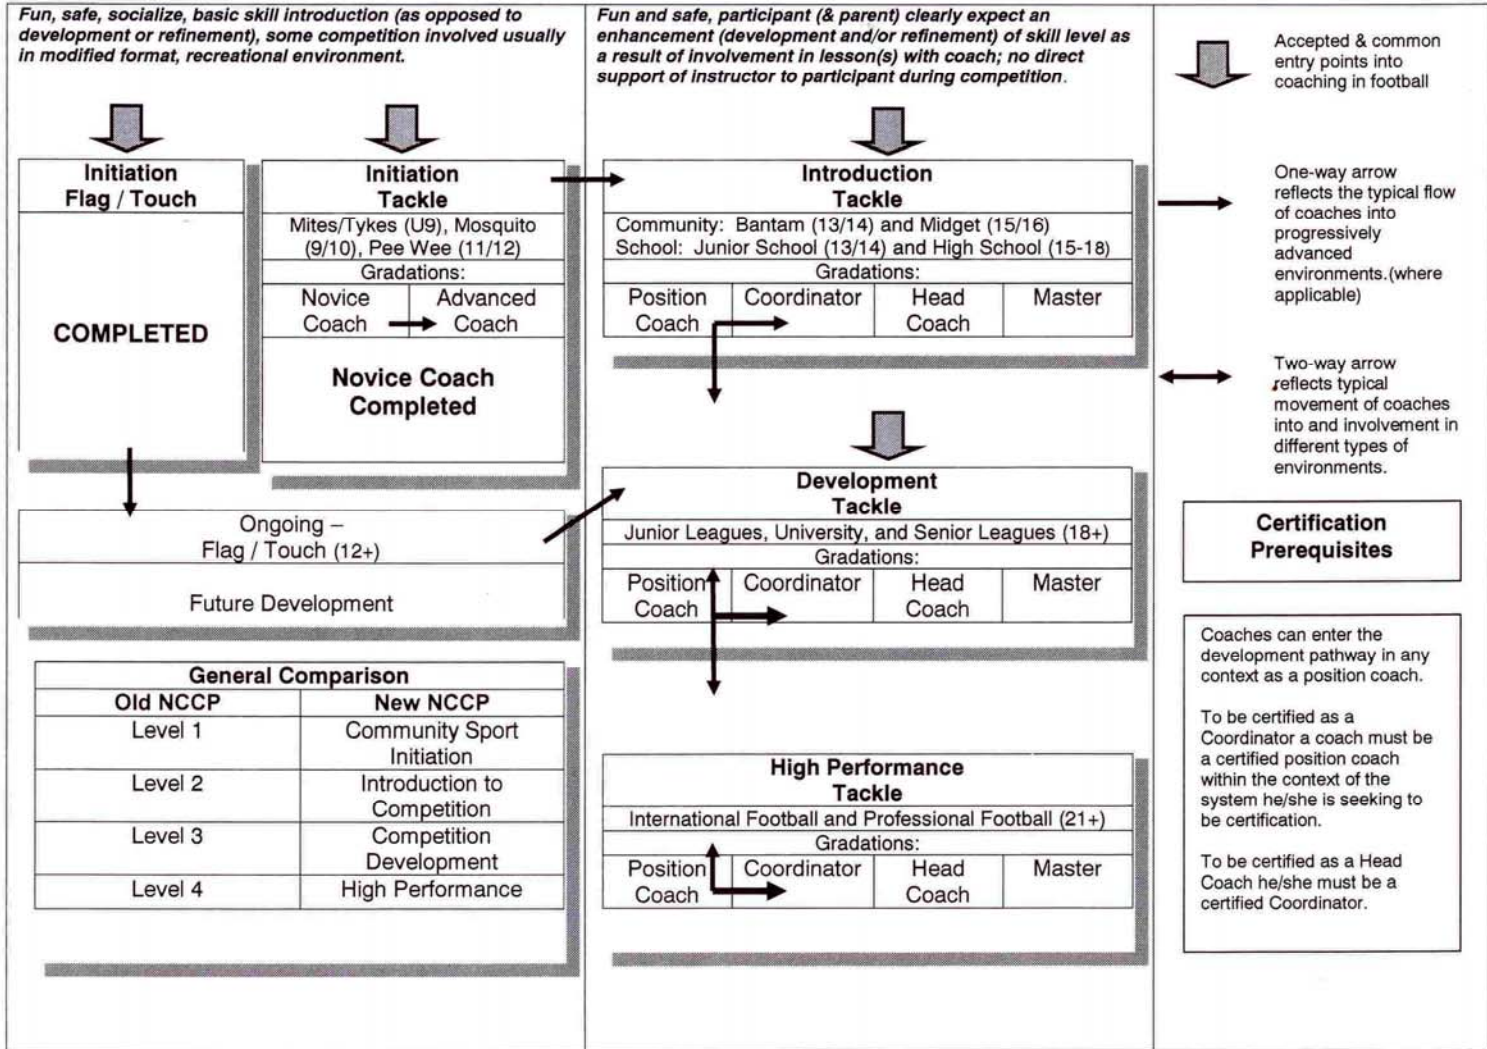 Fun, safe, socialize, basic skill introduction (as opposed to
development or refinement), some competition involved usually
in modified format, recreational environment.
Initiation
Flag / Touch
COMPLETED
Initiation
Tackle
Mites/Tykes (U9), Mosquito
(9/10), Pee Wee (11/12)
Gradations:
Novice
Coach
Advanced
Coach
Novice Coach
Completed
Ongoing –
Flag / Touch (12+)
Future Development
General Comparison
Old NCCP
New NCCP
Level 1
Community Sport
Initiation
Level 2
Introduction to
Competition
Level 3
Competition
Development
Level 4
High Performance
Fun and safe, participant (& parent) clearly expect an
enhancement (development and/or refinement) of skill level as
a result of involvement in lesson(s) with coach; no direct
support of instructor to participant during competition.
Introduction
Tackle
Community: Bantam (13/14) and Midget (15/16)
School: Junior School (13/14) and High School (15-18)
Gradations:
Position
Coach
Coordinator
Head
Coach
Master
Development
Tackle
Junior Leagues, University, and Senior Leagues (18+)
Gradations:
Position
Coach
Coordinator
Head
Coach
Master
High Performance
Tackle
International Football and Professional Football (21+)
Gradations:
Position
Coach
Coordinator
Head
Coach
Master
Accepted & common
entry points into
coaching in football
One-way arrow
reflects the typical flow
of coaches into
progressively
advanced
environments.(where
applicable)
Two-way arrow
reflects typical
movement of coaches
into and involvement in
different types of
environments.
Certification
Prerequisites
Coaches can enter the
development pathway in any
context as a position coach.
To be certified as a
Coordinator a coach must be
a certified position coach
within the context of the
system he/she is seeking to
be certification.
To be certified as a Head
Coach he/she must be a
certified Coordinator.